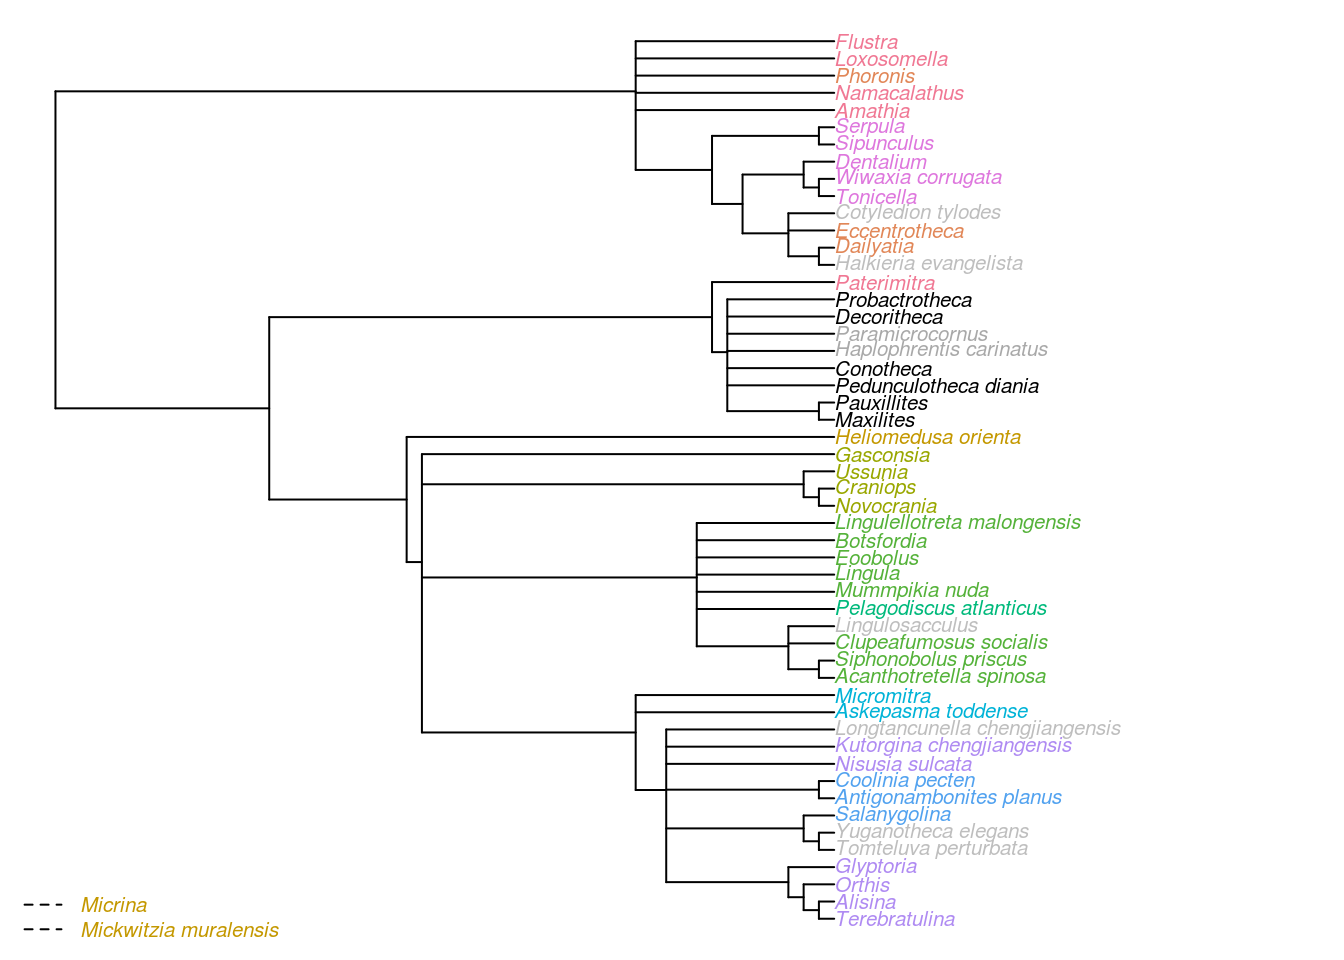 Flustra
Loxosomella
Phoronis
Namacalathus
Amathia
Serpula
Sipunculus
Dentalium
Wiwaxia corrugata
Tonicella
Cotyledion tylodes
Eccentrotheca
Dailyatia
Halkieria evangelista
Paterimitra
Probactrotheca
Decoritheca
Paramicrocornus
Haplophrentis carinatus
Conotheca
Pedunculotheca diania
Pauxillites
Maxilites
Heliomedusa orienta
Gasconsia
Ussunia
Craniops
Novocrania
Lingulellotreta malongensis
Botsfordia
Eoobolus
Lingula
Mummpikia nuda
Pelagodiscus atlanticus
Lingulosacculus
Clupeafumosus socialis
Siphonobolus priscus
Acanthotretella spinosa
Micromitra
Askepasma toddense
Longtancunella chengjiangensis
Kutorgina chengjiangensis
Nisusia sulcata
Coolinia pecten
Antigonambonites planus
Salanygolina
Yuganotheca elegans
Tomteluva perturbata
Glyptoria
Orthis
Alisina
Terebratulina
Micrina
Mickwitzia muralensis